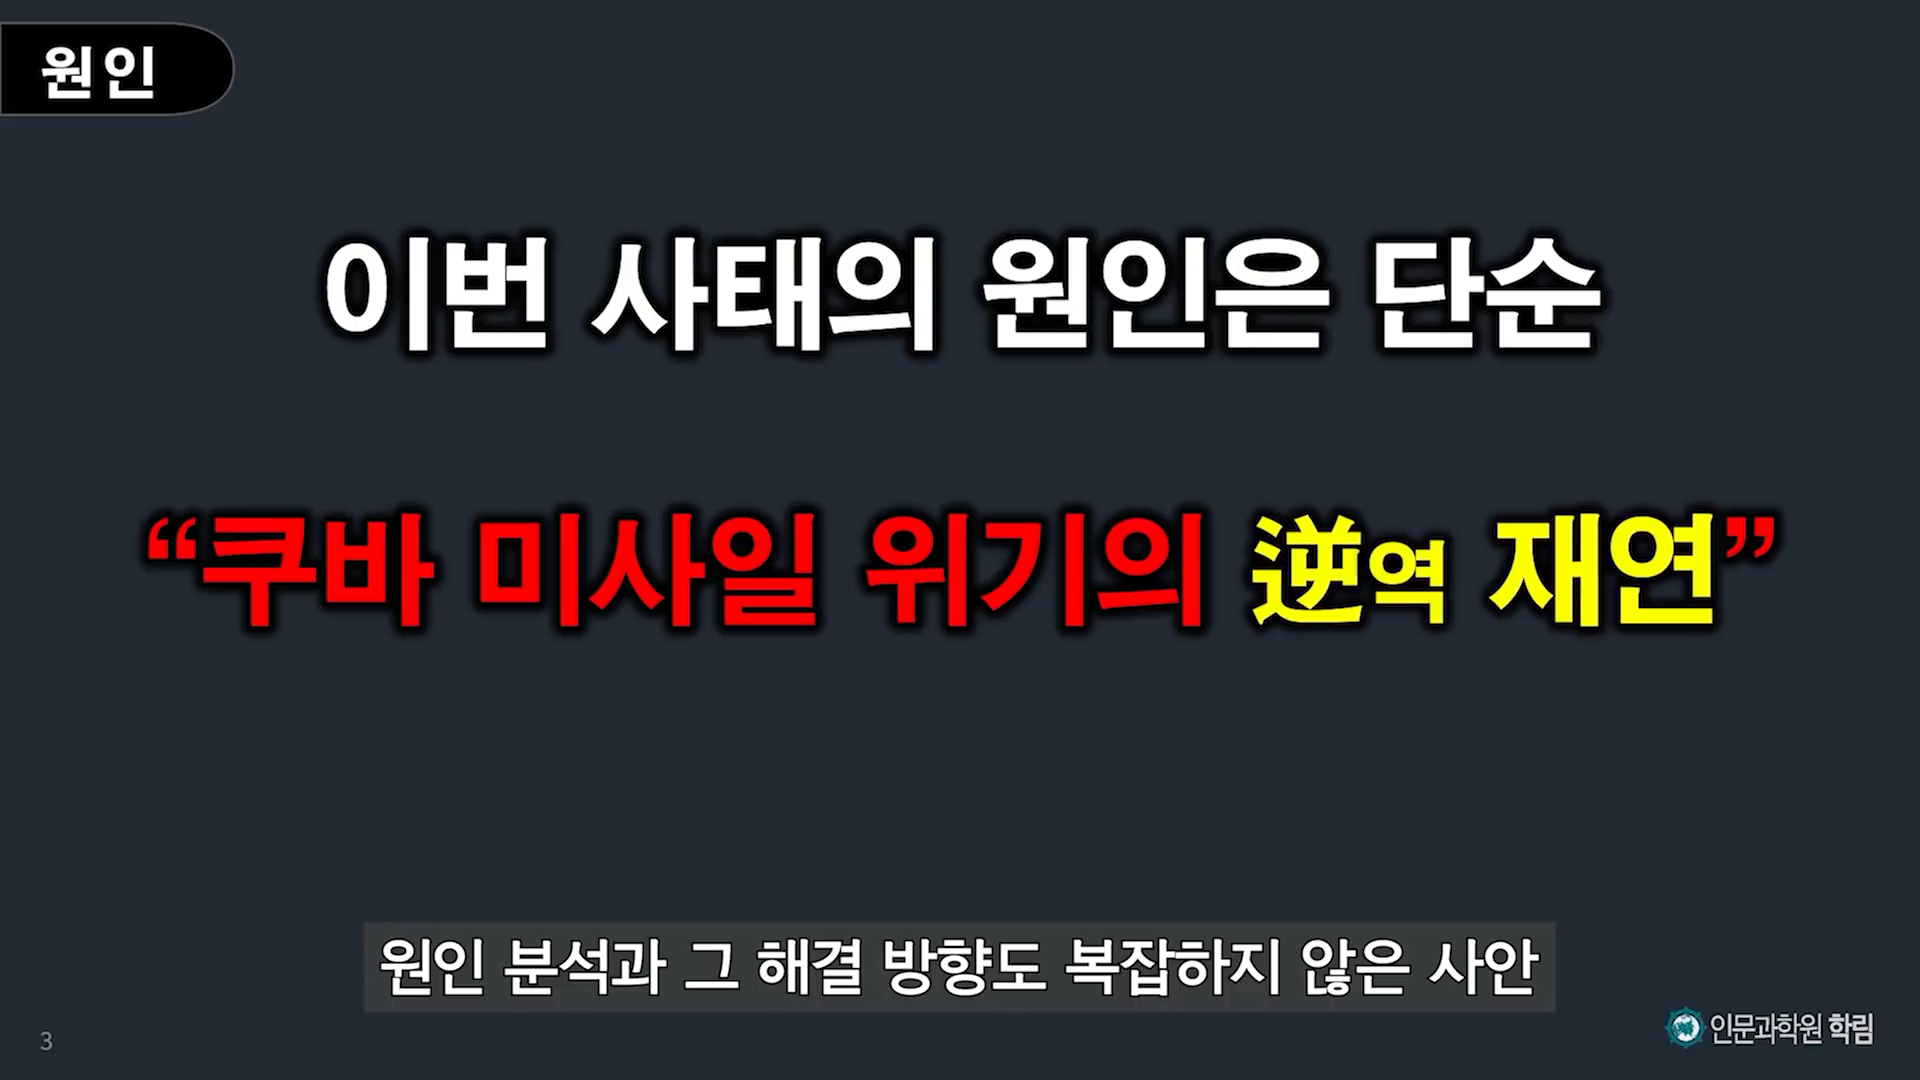 원인
이번 사태의 원인은 단순
“쿠바 미사일 위기의 逆역 재연”
원인 분석과 그 해결 방향도 복잡하지 않은 사안
3
인문과학원 학림